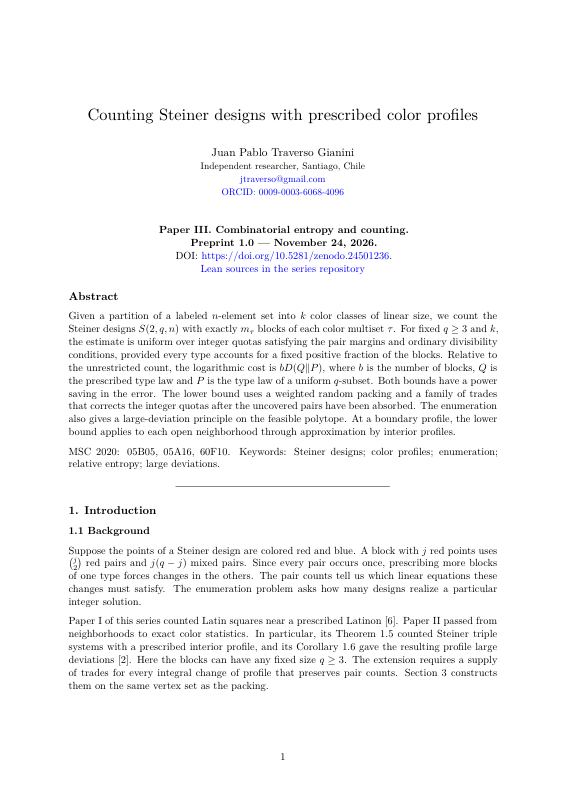 Counting Steiner designs with prescribed color profiles
Juan Pablo Traverso Gianini
Independent researcher, Santiago, Chile
jtraverso@gmail.com
ORCID: 0009-0003-6068-4096
Paper III. Combinatorial entropy and counting.
Preprint 1.0 — November 24, 2026.
DOI: https://doi.org/10.5281/zenodo.24501236.
Lean sources in the series repository
Abstract
Given a partition of a labeled n-element set into k color classes of linear size, we count the
Steiner designs S(2, q, n) with exactly m_τ blocks of each color multiset τ. For fixed q ≥ 3 and k,
the estimate is uniform over integer quotas satisfying the pair margins and ordinary divisibility
conditions, provided every type accounts for a fixed positive fraction of the blocks. Relative to
the unrestricted count, the logarithmic cost is bD(Q∥P), where b is the number of blocks, Q is
the prescribed type law and P is the type law of a uniform q-subset. Both bounds have a power
saving in the error. The lower bound uses a weighted random packing and a family of trades
that corrects the integer quotas after the uncovered pairs have been absorbed. The enumeration
also gives a large-deviation principle on the feasible polytope. At a boundary profile, the lower
bound applies to each open neighborhood through approximation by interior profiles.
MSC 2020: 05B05, 05A16, 60F10. Keywords: Steiner designs; color profiles; enumeration;
relative entropy; large deviations.
1. Introduction
1.1 Background
Suppose the points of a Steiner design are colored red and blue. A block with j red points uses
(j 2) red pairs and j(q − j) mixed pairs. Since every pair occurs once, prescribing more blocks
of one type forces changes in the others. The pair counts tell us which linear equations these
changes must satisfy. The enumeration problem asks how many designs realize a particular
integer solution.
Paper I of this series counted Latin squares near a prescribed Latinon [6]. Paper II passed from
neighborhoods to exact color statistics. In particular, its Theorem 1.5 counted Steiner triple
systems with a prescribed interior profile, and its Corollary 1.6 gave the resulting profile large
deviations [2]. Here the blocks can have any fixed size q ≥ 3. The extension requires a supply
of trades for every integral change of profile that preserves pair counts. Section 3 constructs
them on the same vertex set as the packing.
1